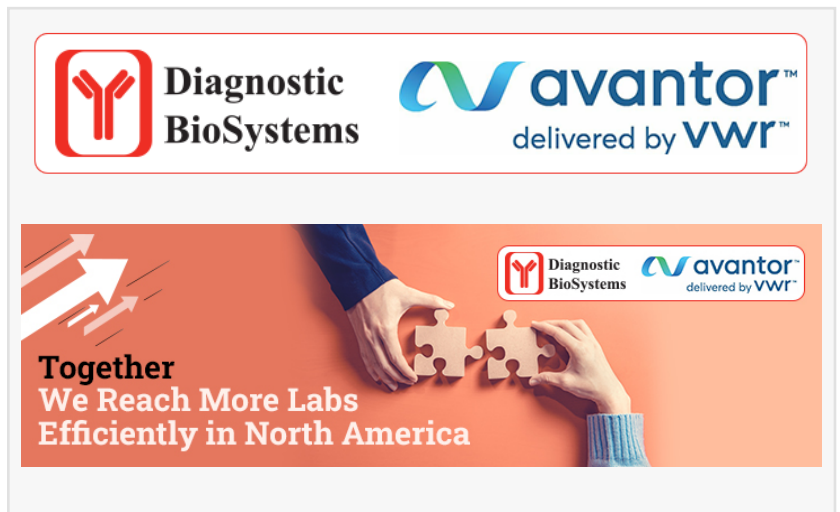 Diagnostic
BioSystems
avantor™
delivered by vwr™
Diagnostic
BioSystems
avantor™
delivered by vwr™
Together
We Reach More Labs
Efficiently in North America